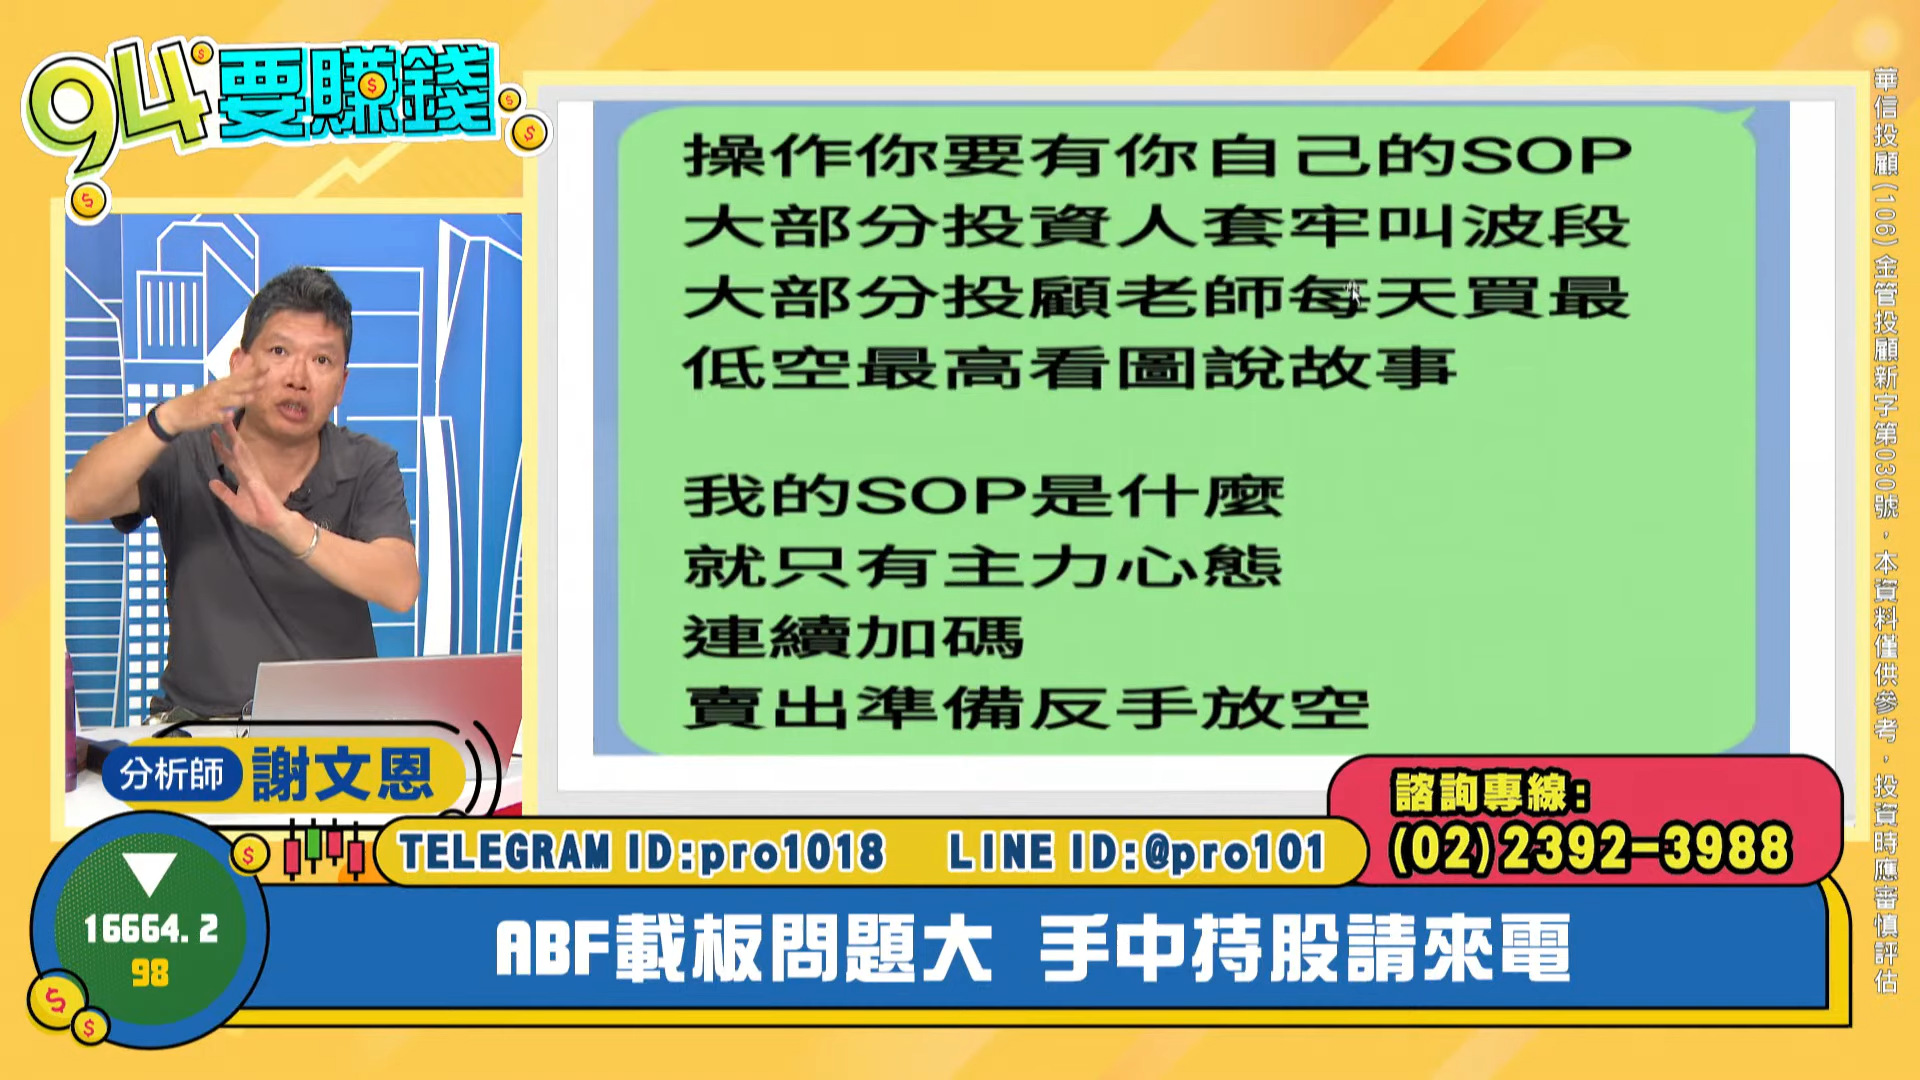 94要賺錢
操作你要有你自己的SOP
大部分投資人套牢叫波段
大部分投顧老師每天買最
低空最高看圖說故事
我的SOP是什麼
就只有主力心態
連續加碼
賣出準備反手放空
分析師 謝文恩
諮詢專線:
(02)2392-3988
TELEGRAM ID:pro1018 LINE ID:@pro101
16664.2
98
ABF載板問題大 手中持股請來電
華信投顧(106)金管投顧新字第030號，本資料僅供參考，投資時應審慎評估